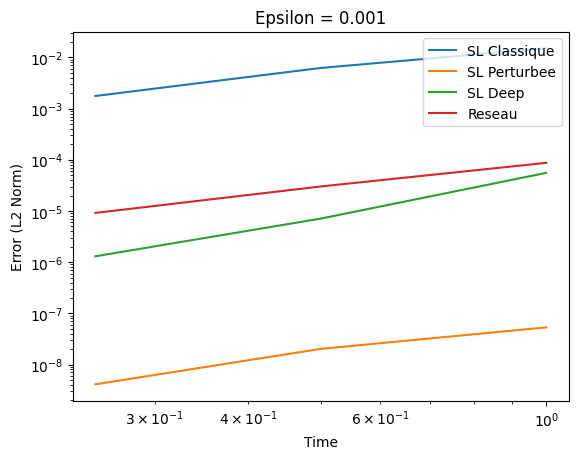 Epsilon = 0.001
SL Classique
SL Perturbee
SL Deep
Reseau
Error (L2 Norm)
10⁻²
10⁻³
10⁻⁴
10⁻⁵
10⁻⁶
10⁻⁷
10⁻⁸
3 × 10⁻¹ 4 × 10⁻¹ 6 × 10⁻¹ 10⁰
Time